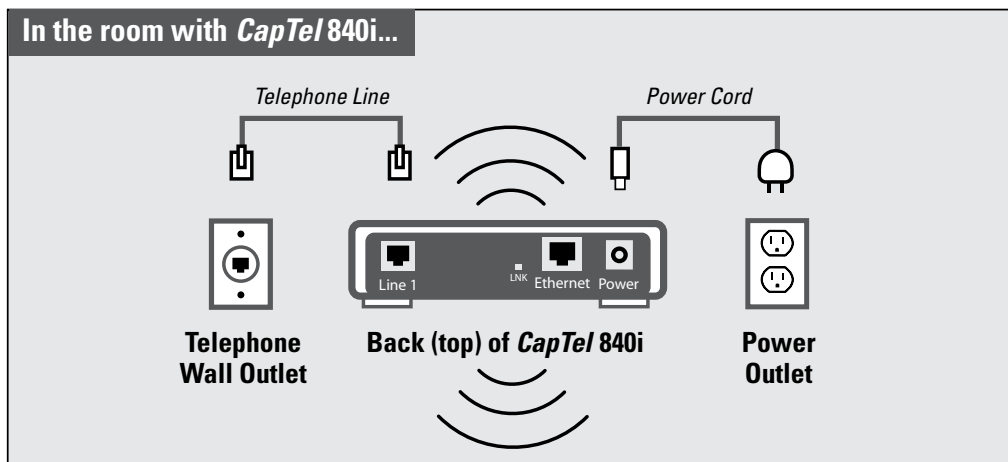 In the room with CapTel 840i...
Telephone Line
Power Cord
Line 1
LNK
Ethernet
Power
Telephone
Wall Outlet
Back (top) of CapTel 840i
Power
Outlet